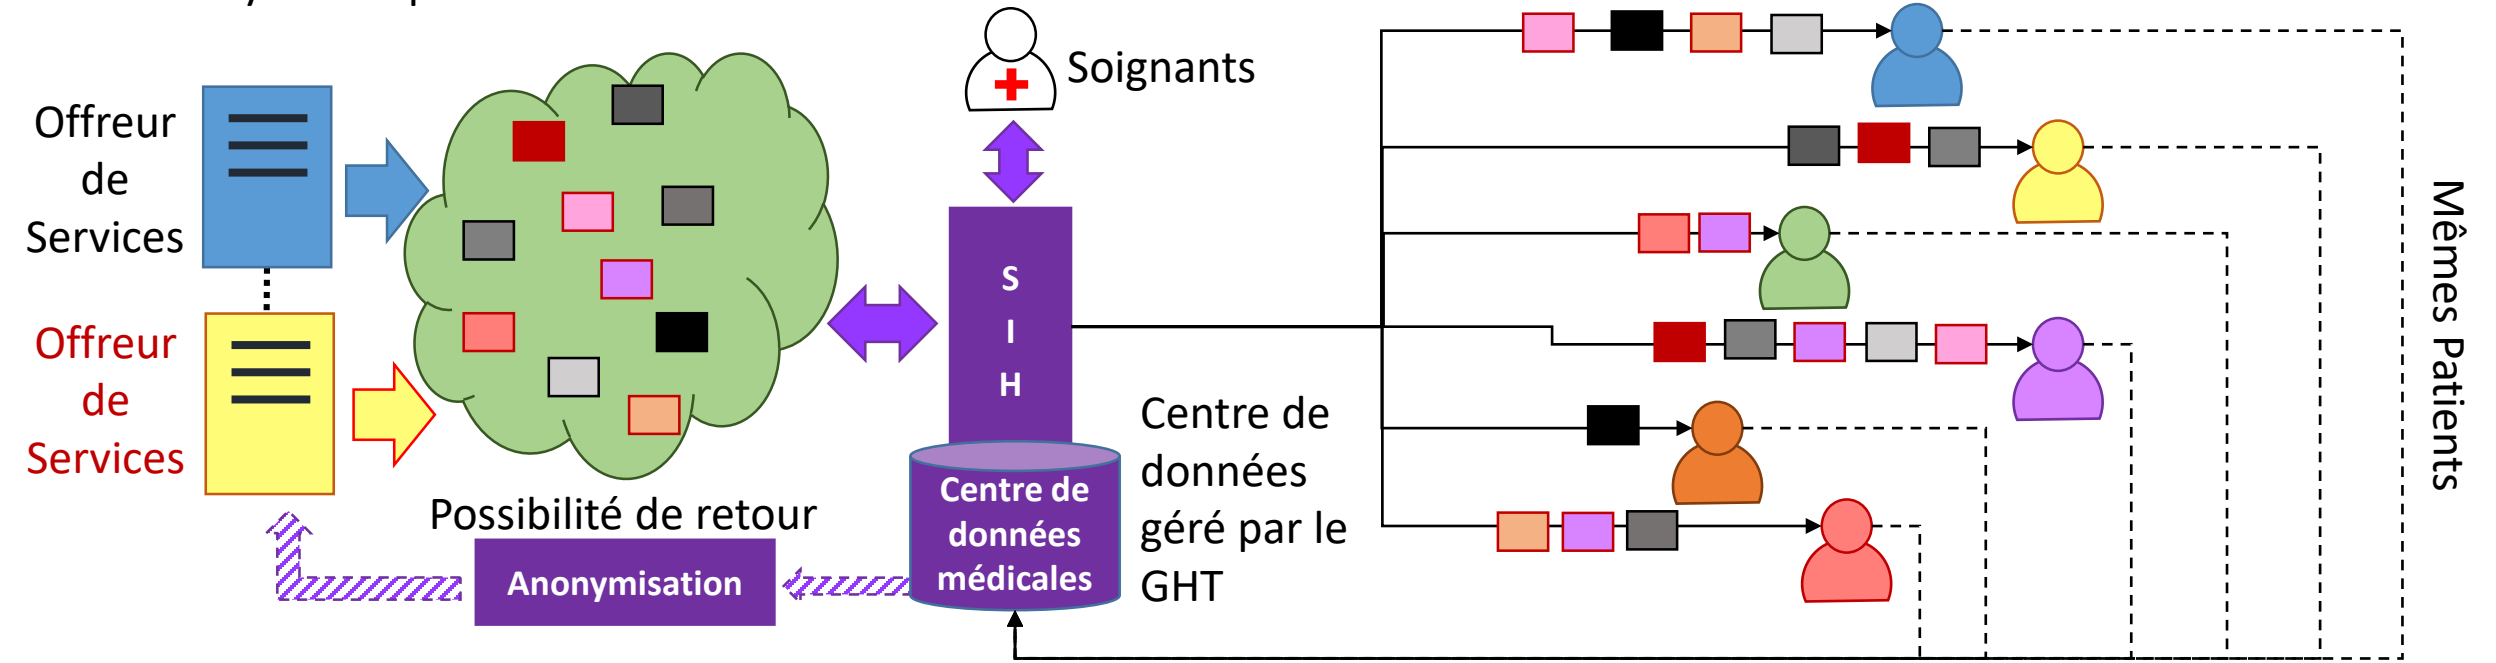 Offreur
de
Services
Offreur
de
Services
Soignants
S
I
H
Centre de
données
médicales
Centre de
données
géré par le
GHT
Possibilité de retour
Anonymisation
Mêmes Patients